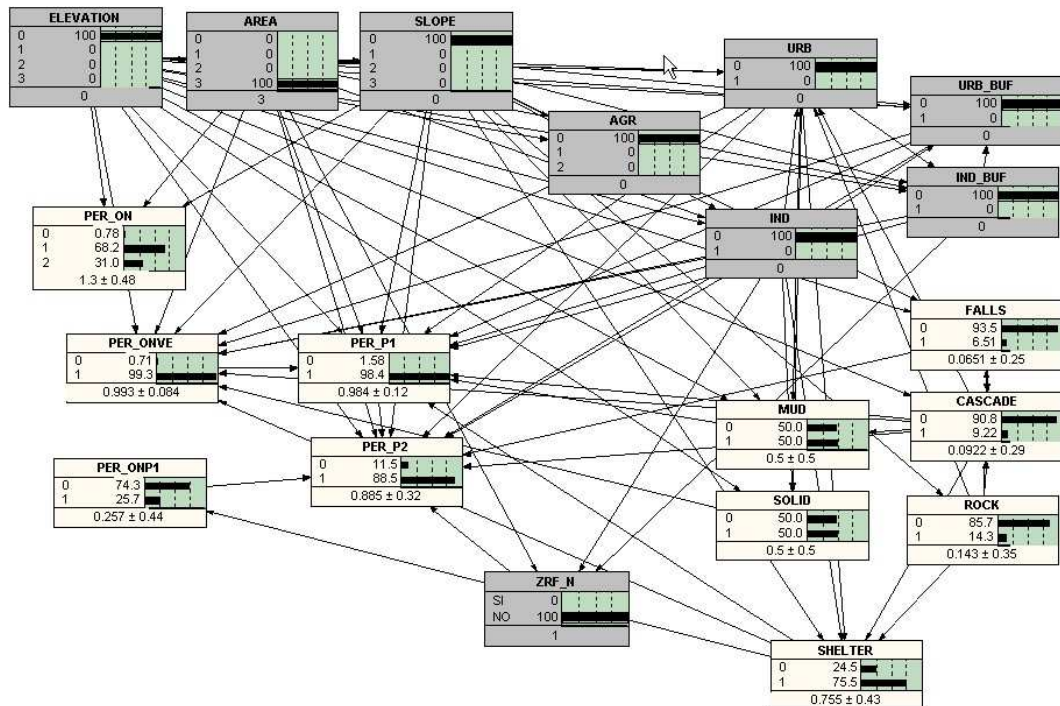 ELEVATION
0 100
1 0
2 0
3 0
0
AREA
0 0
1 0
2 0
3 100
3
SLOPE
0 100
1 0
2 0
3 0
0
URB
0 100
1 0
0
URB_BUF
0 100
1 0
0
AGR
0 100
1 0
2 0
0
IND_BUF
0 100
1 0
0
PER_ON
0 0.78
1 68.2
2 31.0
1.3 ± 0.48
IND
0 100
1 0
0
FALLS
0 93.5
1 6.51
0.0651 ± 0.25
PER_ONVE
0 0.71
1 99.3
0.993 ± 0.084
PER_P1
0 1.58
1 98.4
0.984 ± 0.12
CASCADE
0 90.8
1 9.22
0.0922 ± 0.29
MUD
0 50.0
1 50.0
0.5 ± 0.5
PER_P2
0 11.5
1 88.5
0.885 ± 0.32
PER_ONP1
0 74.3
1 25.7
0.257 ± 0.44
SOLID
0 50.0
1 50.0
0.5 ± 0.5
ROCK
0 85.7
1 14.3
0.143 ± 0.35
ZRF_N
SI 0
NO 100
1
SHELTER
0 24.5
1 75.5
0.755 ± 0.43